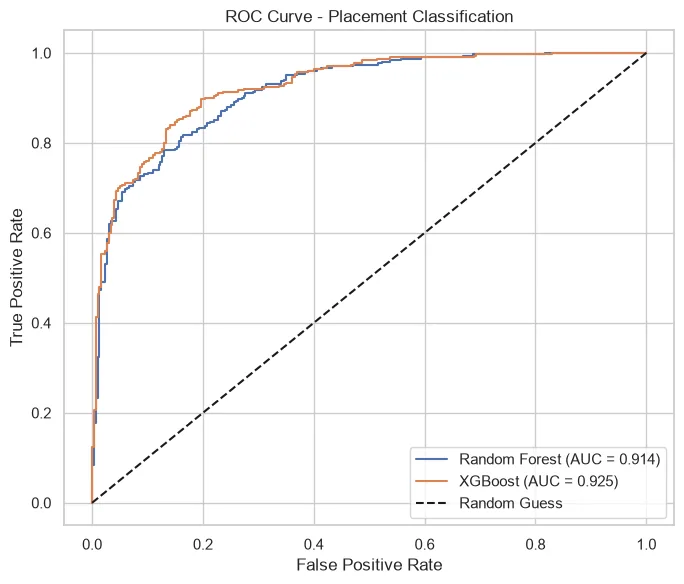 ROC Curve - Placement Classification
1.0
0.8
0.6
0.4
0.2
0.0
True Positive Rate
0.0 0.2 0.4 0.6 0.8 1.0
False Positive Rate
Random Forest (AUC = 0.914)
XGBoost (AUC = 0.925)
Random Guess